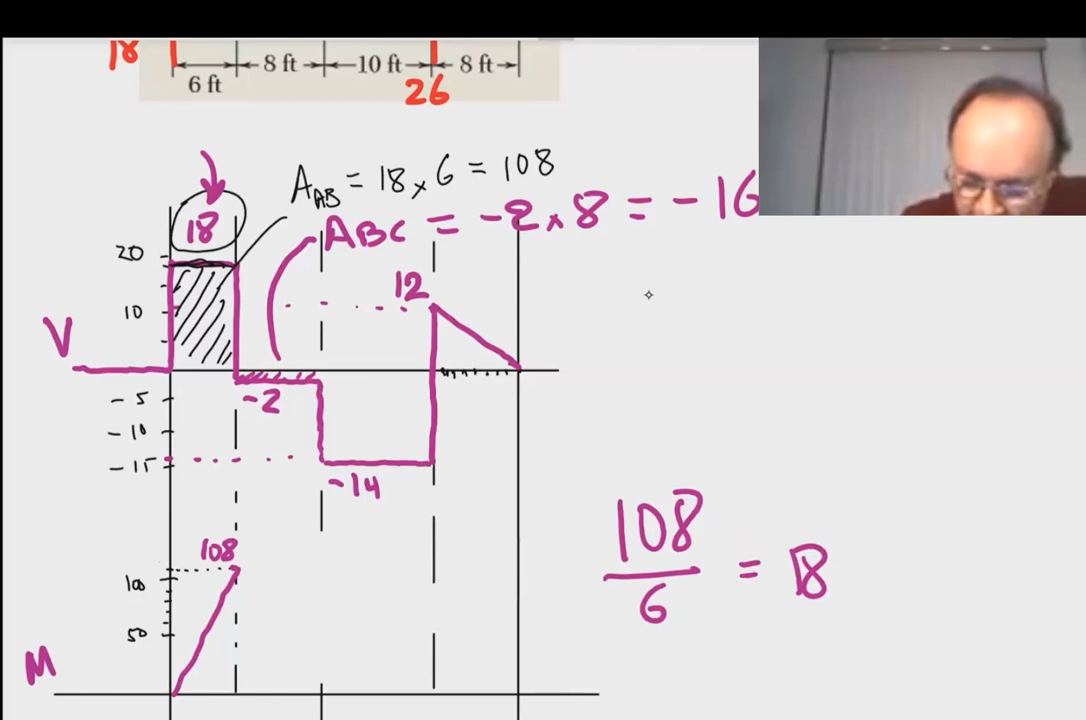 18
6 ft
8 ft
10 ft
8 ft
26
A_AB = 18 × 6 = 108
18
ABC = -2 × 8 = -16
20
10
12
V
-5
-10
-15
-2
-14
108
100
50
M
108
6
= 18